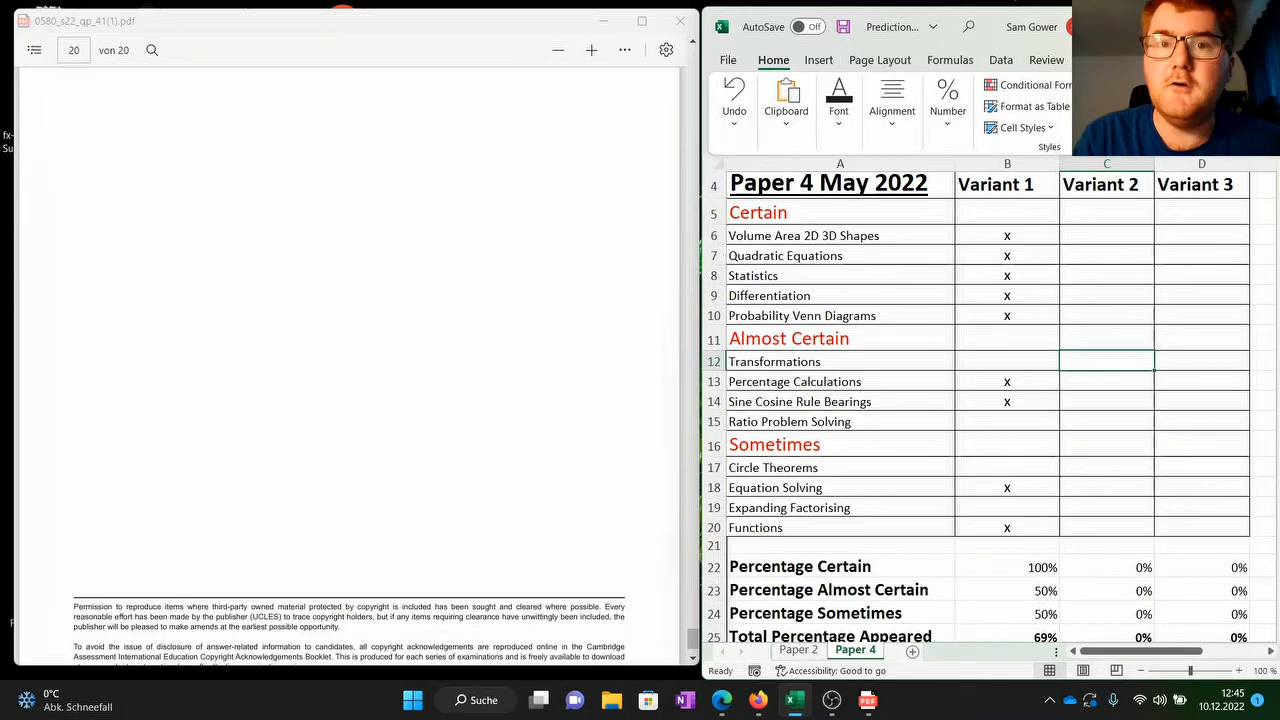 0580_s22_qp_41(1).pdf
20 von 20
Permission to reproduce items where third-party owned material protected by copyright is included has been sought and cleared where possible. Every
reasonable effort has been made by the publisher (UCLES) to trace copyright holders, but if any items requiring clearance have unwittingly been included, the
publisher will be pleased to make amends at the earliest possible opportunity.
To avoid the issue of disclosure of answer-related information to candidates, all copyright acknowledgements are reproduced online in the Cambridge
Assessment International Education Copyright Acknowledgements Booklet. This is produced for each series of examinations and is freely available to download
fx-
Su
AutoSave Off Prediction... Sam Gower
File Home Insert Page Layout Formulas Data Review
Undo Clipboard Font Alignment Number
Conditional Form
Format as Table
Cell Styles
Styles
A B C D
4 Paper 4 May 2022 Variant 1 Variant 2 Variant 3
5 Certain
6 Volume Area 2D 3D Shapes x
7 Quadratic Equations x
8 Statistics x
9 Differentiation x
10 Probability Venn Diagrams x
11 Almost Certain
12 Transformations
13 Percentage Calculations x
14 Sine Cosine Rule Bearings x
15 Ratio Problem Solving
16 Sometimes
17 Circle Theorems
18 Equation Solving x
19 Expanding Factorising
20 Functions x
21
22 Percentage Certain 100% 0% 0%
23 Percentage Almost Certain 50% 0% 0%
24 Percentage Sometimes 50% 0% 0%
25 Total Percentage Appeared 69% 0% 0%
Paper 2 Paper 4
Ready Accessibility: Good to go 100 %
0°C
Abk. Schneefall
Suche
12:45
10.12.2022